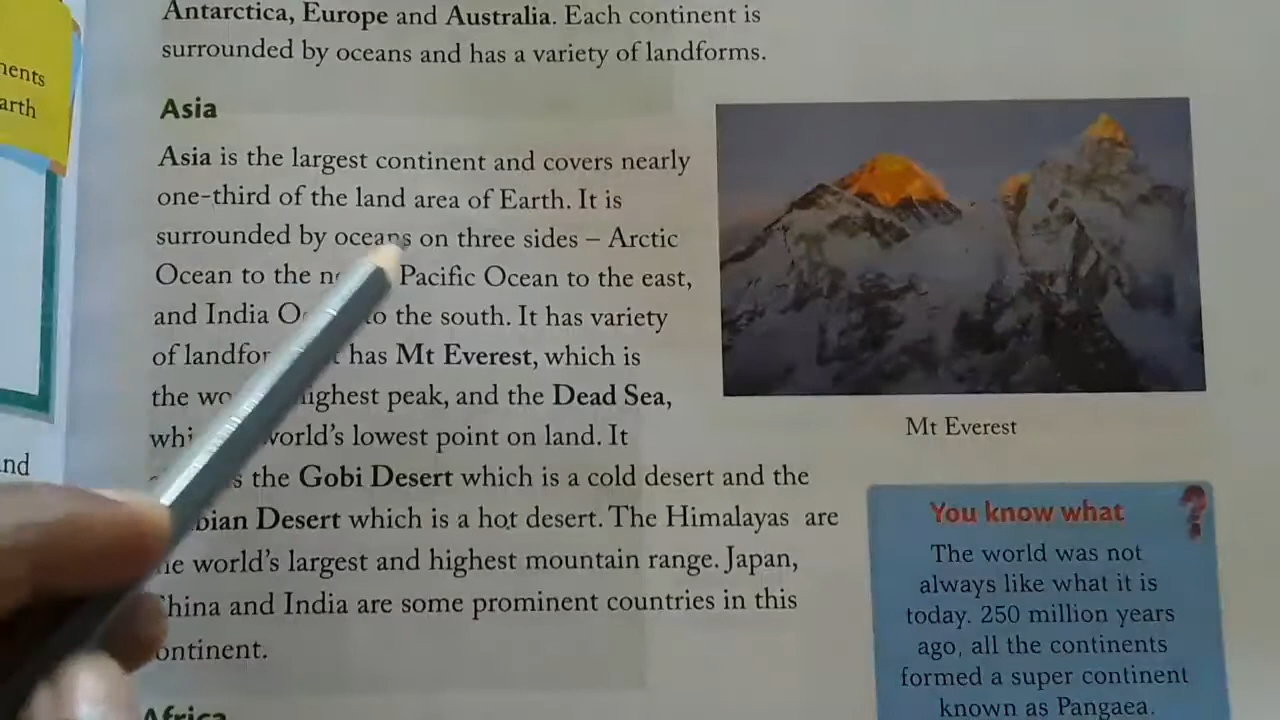 Antarctica, Europe and Australia. Each continent is
surrounded by oceans and has a variety of landforms.
Asia
Asia is the largest continent and covers nearly
one-third of the land area of Earth. It is
surrounded by oceans on three sides – Arctic
Ocean to the Pacific Ocean to the east,
and India to the south. It has variety
of has Mt Everest, which is
the highest peak, and the Dead Sea,
world's lowest point on land. It
the Gobi Desert which is a cold desert and the
Desert which is a hot desert. The Himalayas are
world's largest and highest mountain range. Japan,
China and India are some prominent countries in this
continent.
Africa
Mt Everest
You know what ?
The world was not
always like what it is
today. 250 million years
ago, all the continents
formed a super continent
known as Pangaea.